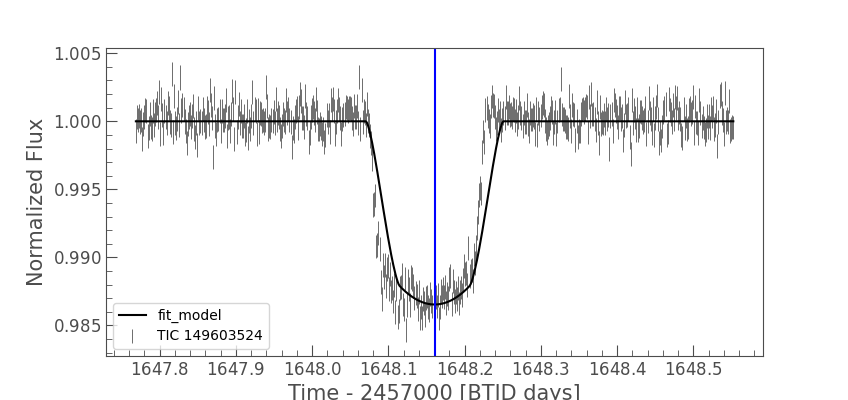 1.005
1.000
0.995
0.990
0.985
Normalized Flux
fit_model
TIC 149603524
1647.8 1647.9 1648.0 1648.1 1648.2 1648.3 1648.4 1648.5
Time - 2457000 [BTJD days]